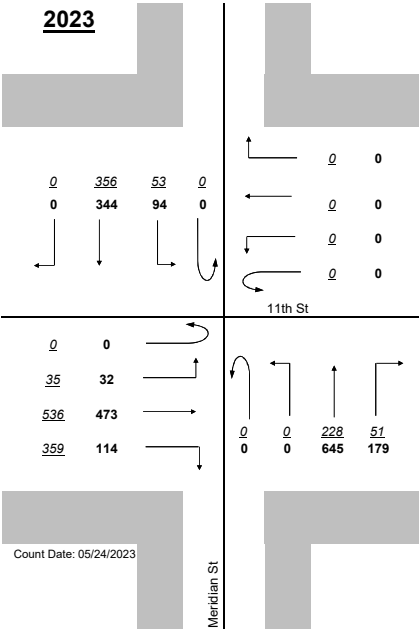 2023
0 356 53 0
0 344 94 0
0 0
0 0
0 0
0 0
11th St
0 0
35 32
536 473
359 114
0 0 228 51
0 0 645 179
Count Date: 05/24/2023
Meridian St